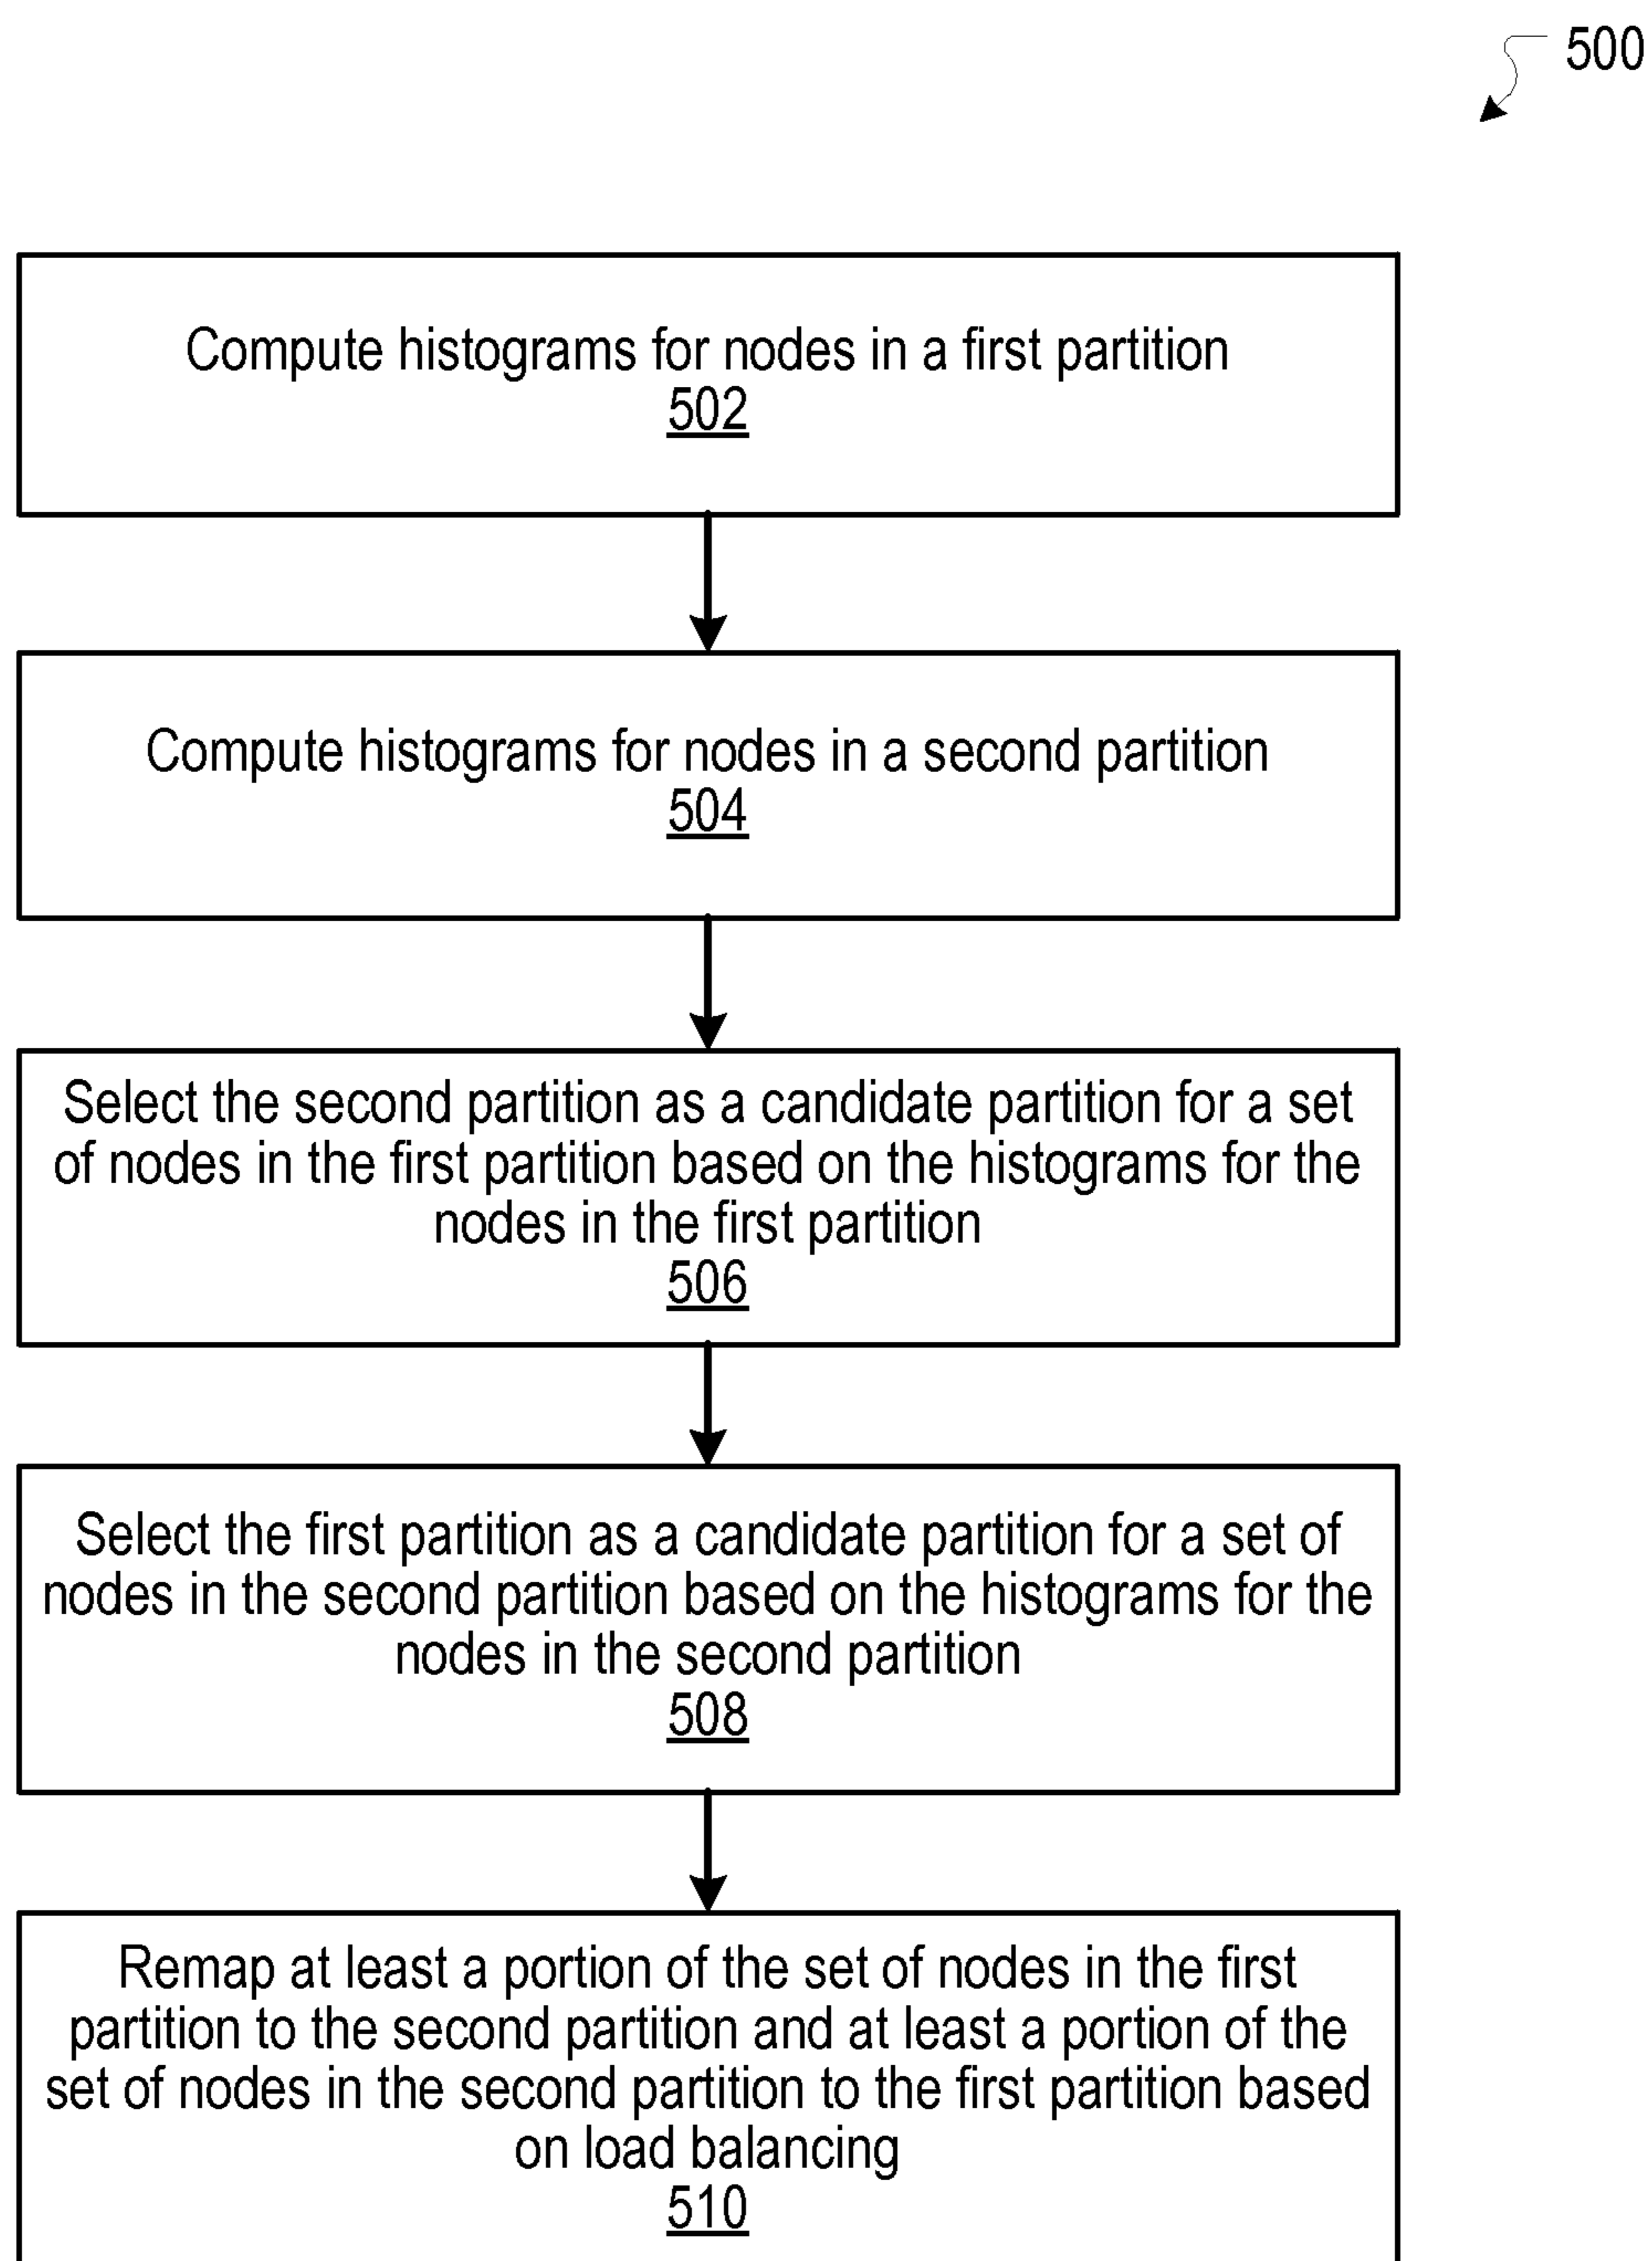 500
Compute histograms for nodes in a first partition
502
Compute histograms for nodes in a second partition
504
Select the second partition as a candidate partition for a set
of nodes in the first partition based on the histograms for the
nodes in the first partition
506
Select the first partition as a candidate partition for a set of
nodes in the second partition based on the histograms for the
nodes in the second partition
508
Remap at least a portion of the set of nodes in the first
partition to the second partition and at least a portion of the
set of nodes in the second partition to the first partition based
on load balancing
510